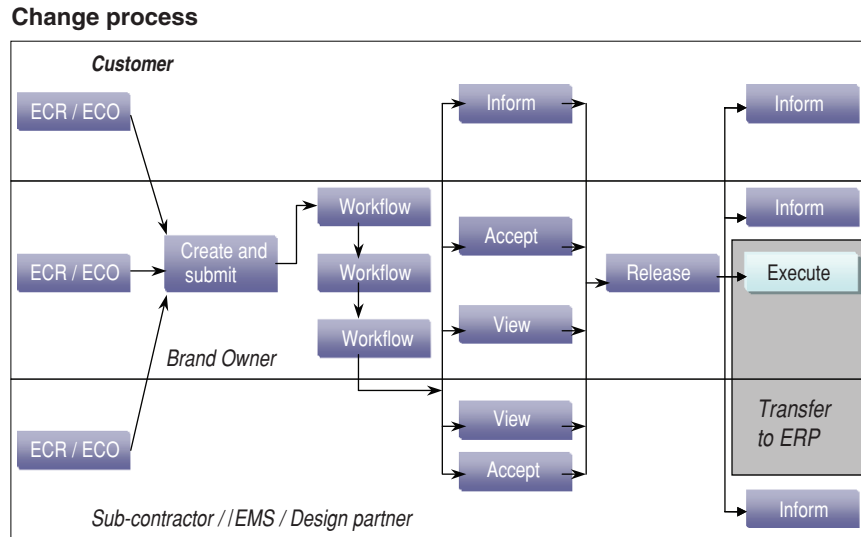 Change process
Customer
ECR / ECO
Inform
Inform
Workflow
Inform
Accept
Create and
submit
ECR / ECO
Workflow
Release
Execute
Workflow
View
Brand Owner
View
Transfer
to ERP
ECR / ECO
Accept
Sub-contractor / /EMS / Design partner
Inform